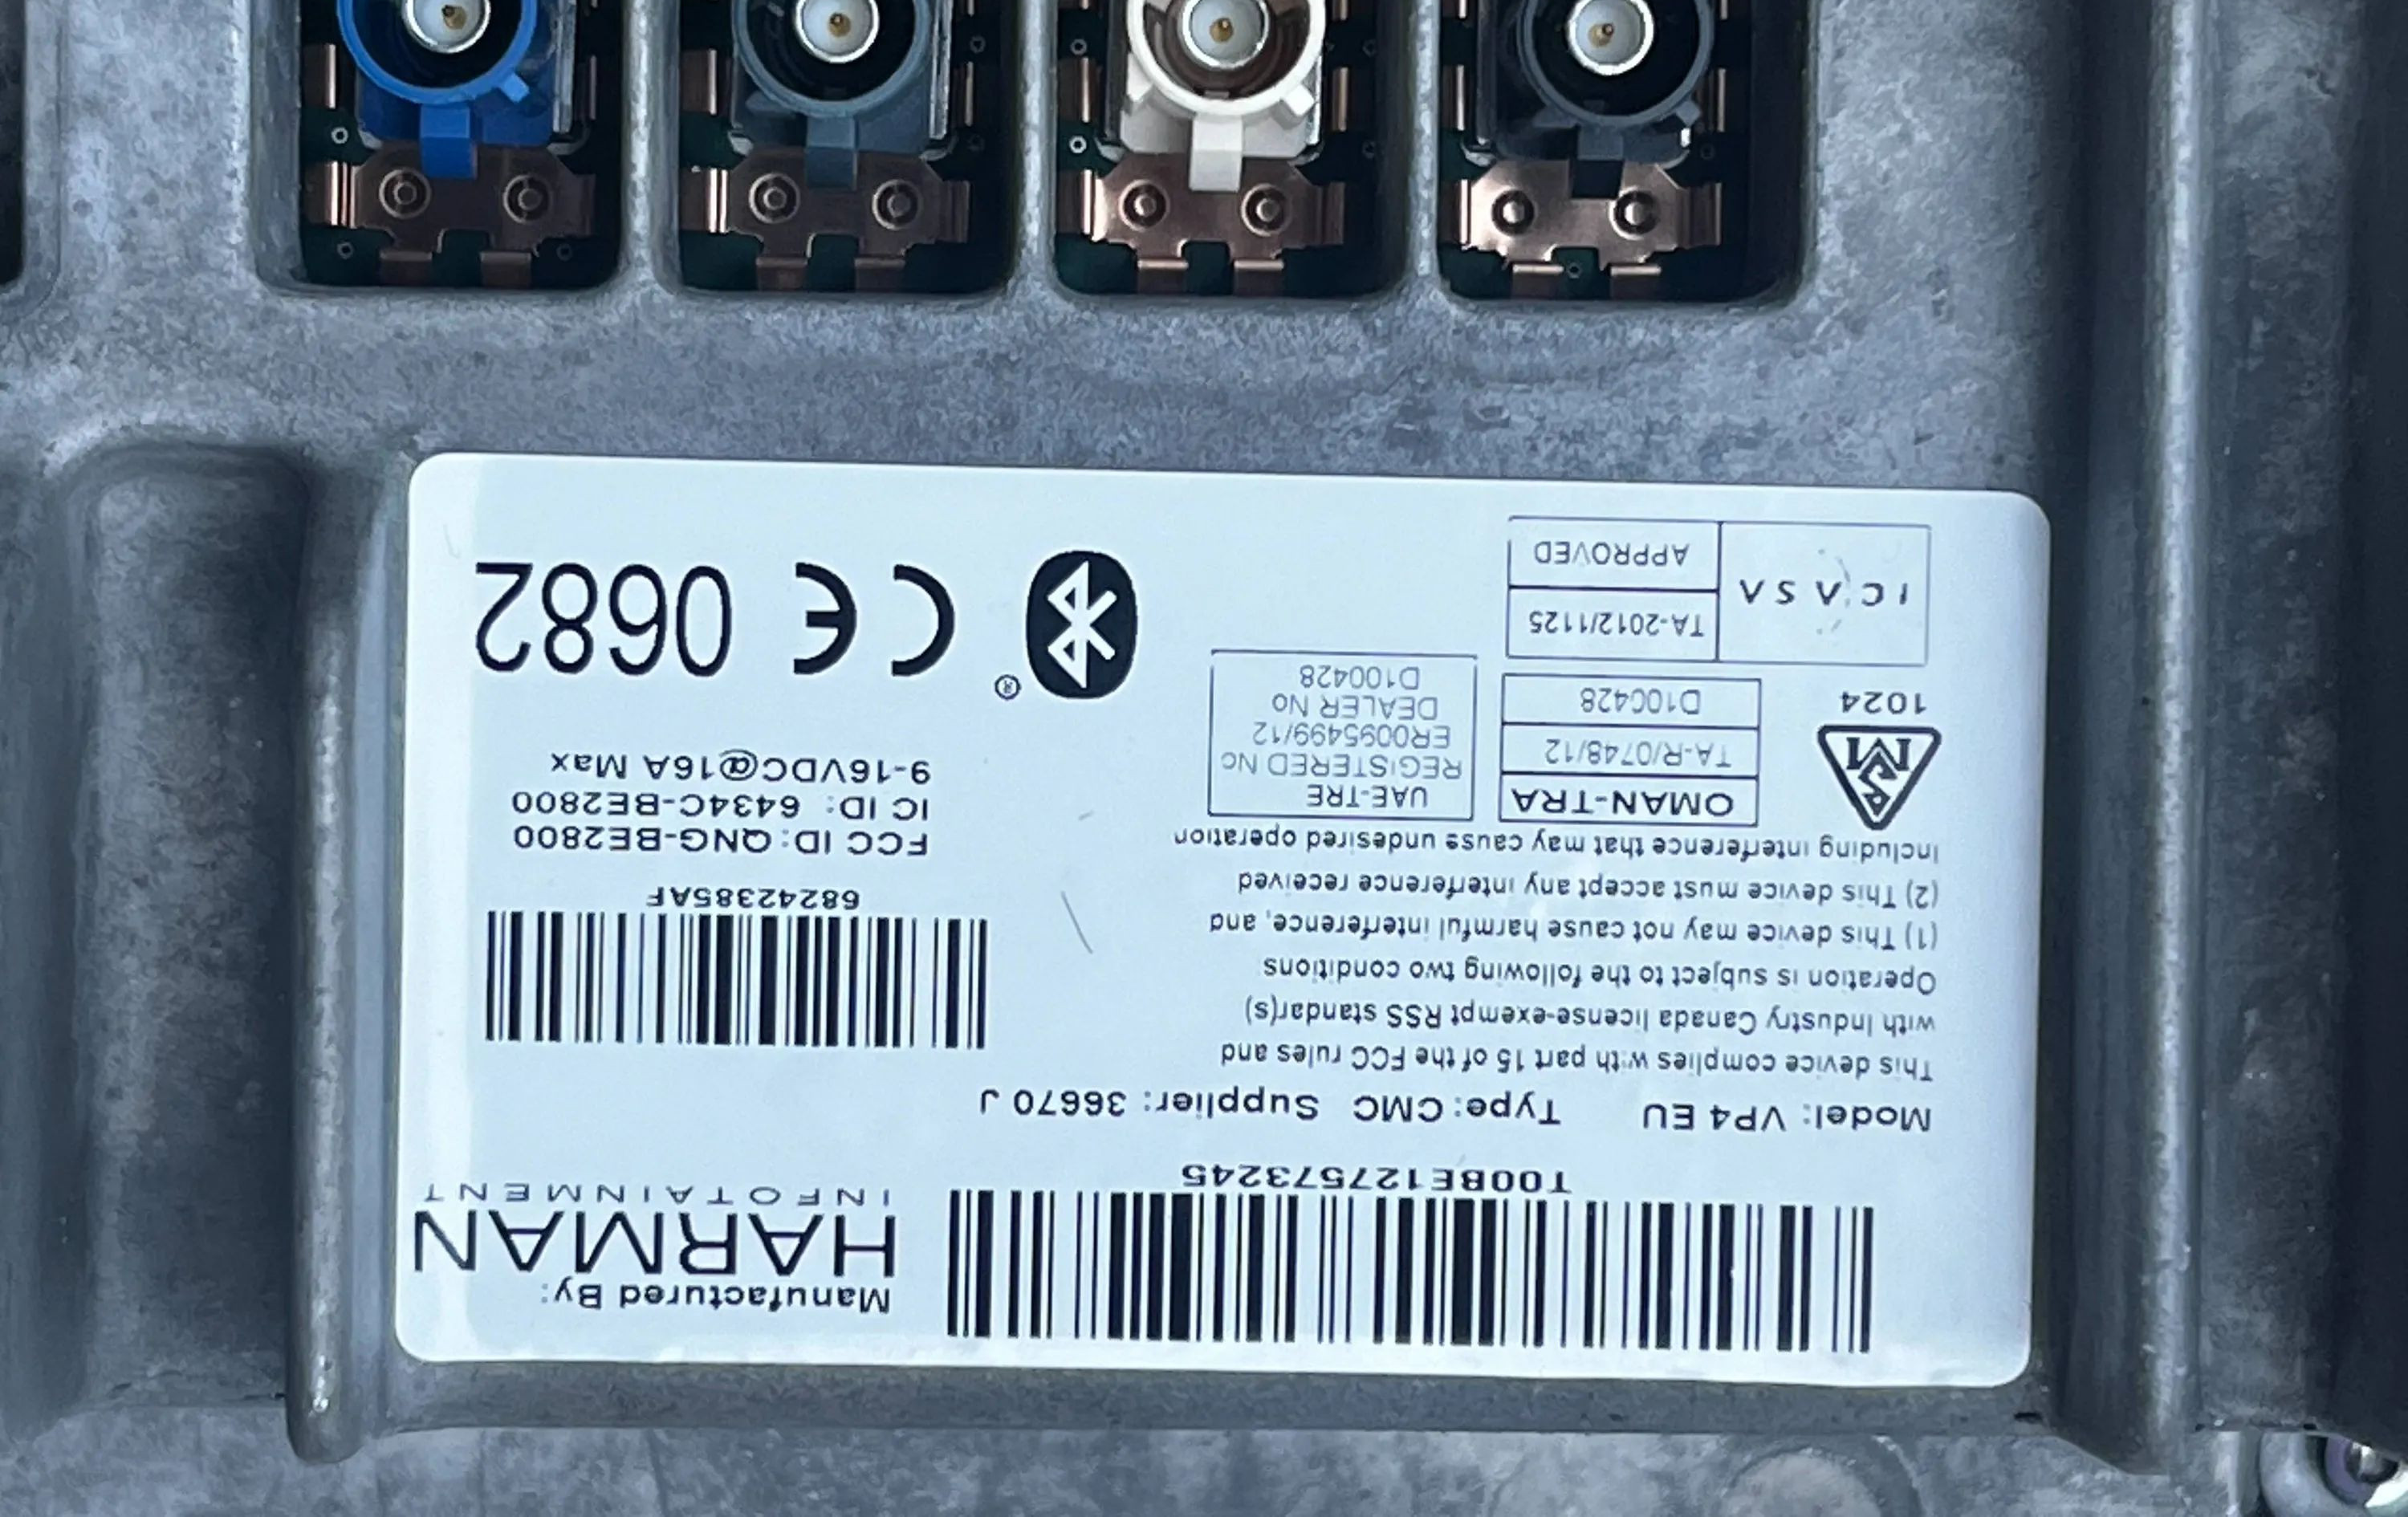 Manufactured By:
HARMAN
INFOTAINMENT
T00BE127573245
Model: VP4 EU Type: CMC Supplier: 36670 J
This device complies with part 15 of the FCC rules and
with Industry Canada license-exempt RSS standar(s)
Operation is subject to the following two conditions
(1) This device may not cause harmful interference, and
(2) This device must accept any interference received
including interference that may cause undesired operation
68242385AF
FCC ID: QNG-BE2800
IC ID: 6434C-BE2800
9-16VDC@16A Max
SM
1024
OMAN-TRA
TA-R/0748/12
D100428
UAE-TRE
REGISTERED No
ER0095499/12
DEALER No
D100428
ICASA
TA-2012/1125
APPROVED
®
CE 0682